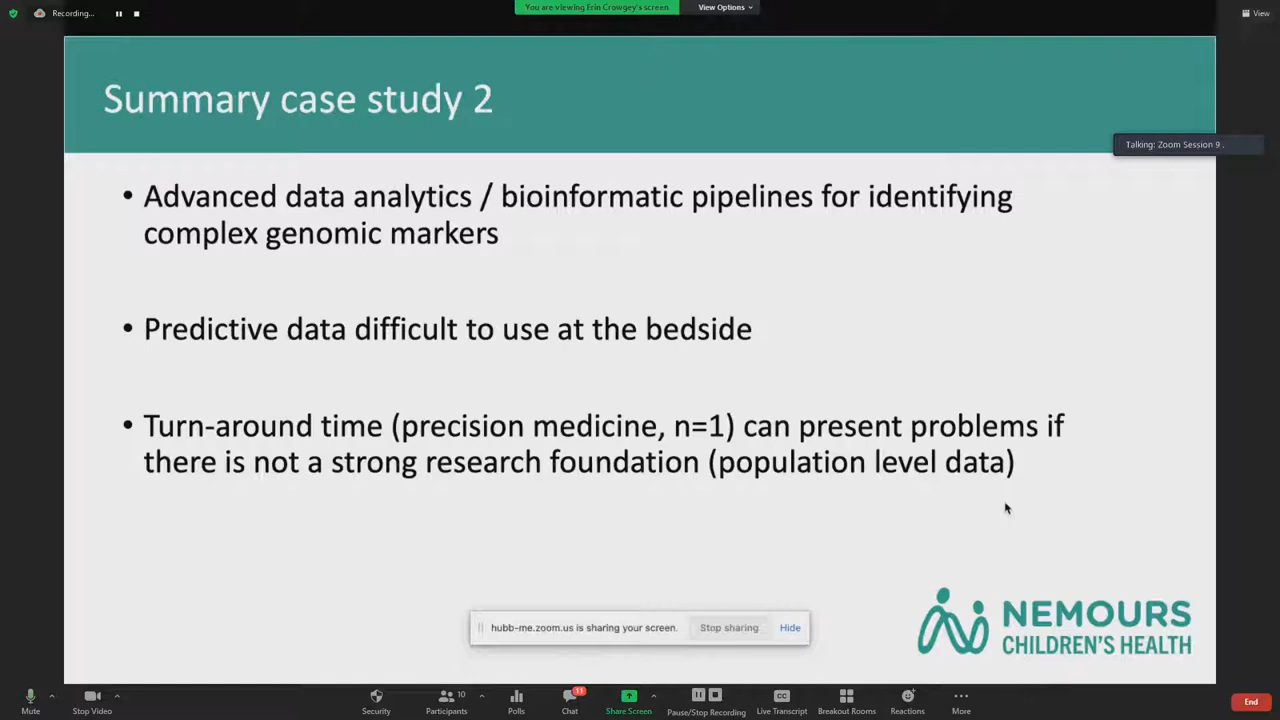 Recording...
You are viewing Erin Crowgey's screen
View Options
View
Summary case study 2
Talking: Zoom Session 9 .
• Advanced data analytics / bioinformatic pipelines for identifying
complex genomic markers
• Predictive data difficult to use at the bedside
• Turn-around time (precision medicine, n=1) can present problems if
there is not a strong research foundation (population level data)
hubb-me.zoom.us is sharing your screen.
Stop sharing
Hide
NEMOURS
CHILDREN'S HEALTH
Mute
Stop Video
Security
Participants
10
Polls
Chat
11
Share Screen
Pause/Stop Recording
CC
Live Transcript
Breakout Rooms
Reactions
More
End